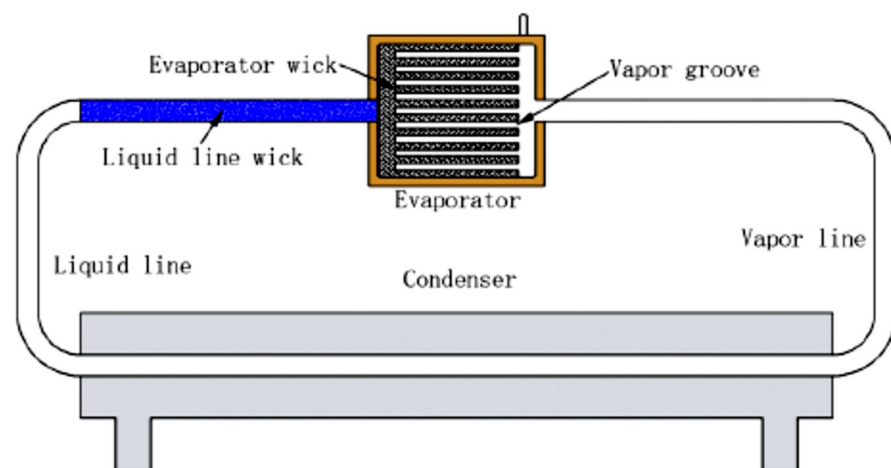 Evaporator wick
Vapor groove
Liquid line wick
Evaporator
Vapor line
Liquid line
Condenser